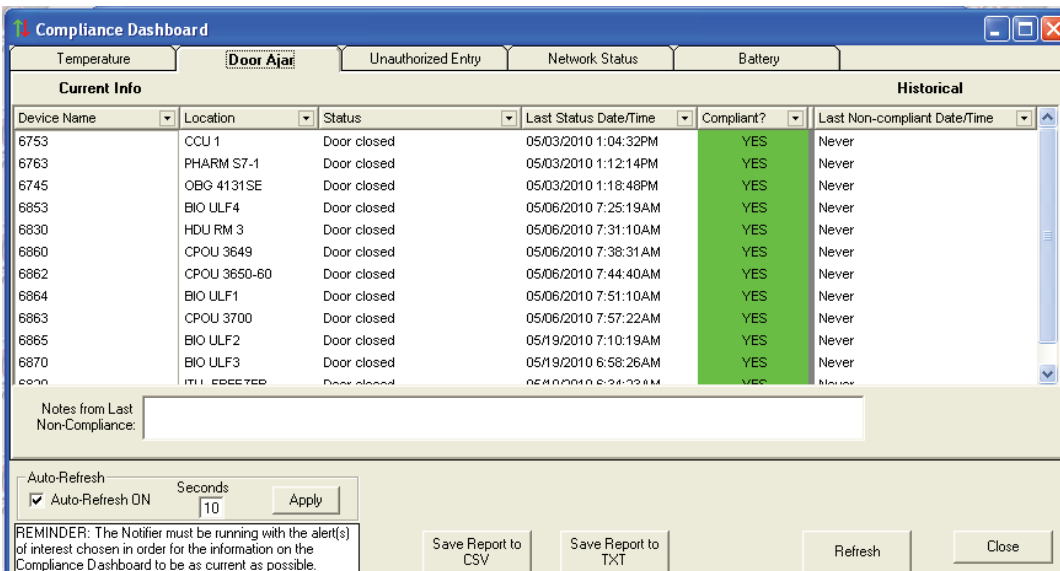 Compliance Dashboard
Temperature Door Ajar Unauthorized Entry Network Status Battery
Current Info Historical
Device Name Location Status Last Status Date/Time Compliant? Last Non-compliant Date/Time
6753 CCU 1 Door closed 05/03/2010 1:04:32PM YES Never
6763 PHARM S7-1 Door closed 05/03/2010 1:12:14PM YES Never
6745 OBG 4131SE Door closed 05/03/2010 1:18:48PM YES Never
6853 BIO ULF4 Door closed 05/06/2010 7:25:19AM YES Never
6830 HDU RM 3 Door closed 05/06/2010 7:31:10AM YES Never
6860 CPOU 3649 Door closed 05/06/2010 7:38:31AM YES Never
6862 CPOU 3650-60 Door closed 05/06/2010 7:44:40AM YES Never
6864 BIO ULF1 Door closed 05/06/2010 7:51:10AM YES Never
6863 CPOU 3700 Door closed 05/06/2010 7:57:22AM YES Never
6865 BIO ULF2 Door closed 05/19/2010 7:10:19AM YES Never
6870 BIO ULF3 Door closed 05/19/2010 6:58:26AM YES Never
FREEZER Door closed YES Never
Notes from Last
Non-Compliance:
Auto-Refresh
Auto-Refresh ON Seconds 10 Apply
REMINDER: The Notifier must be running with the alert(s)
of interest chosen in order for the information on the
Compliance Dashboard to be as current as possible.
Save Report to
CSV
Save Report to
TXT
Refresh
Close